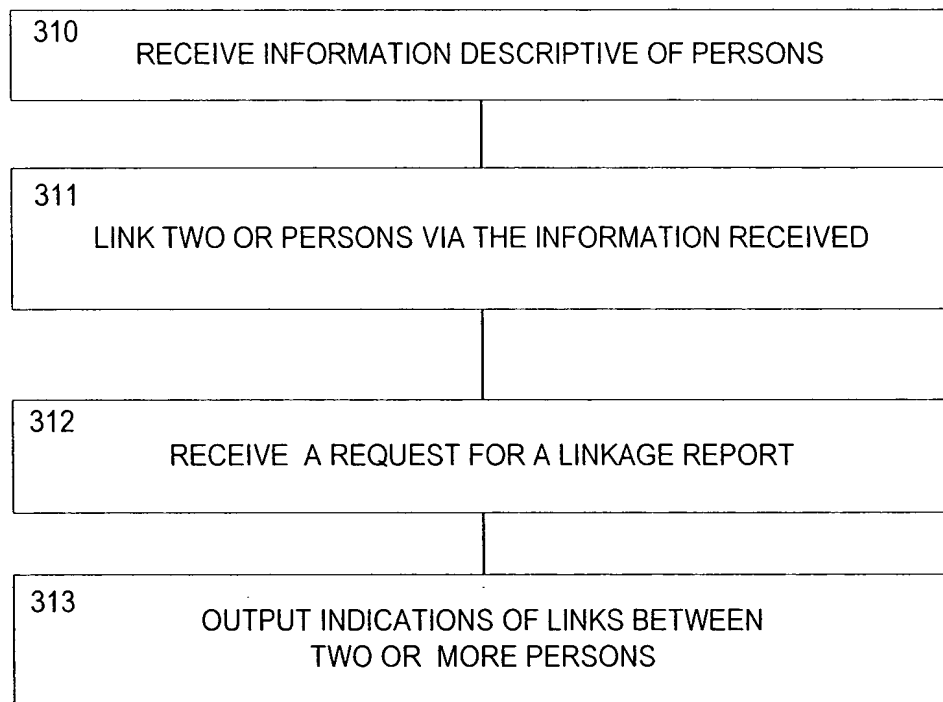 310
RECEIVE INFORMATION DESCRIPTIVE OF PERSONS
311
LINK TWO OR PERSONS VIA THE INFORMATION RECEIVED
312
RECEIVE A REQUEST FOR A LINKAGE REPORT
313
OUTPUT INDICATIONS OF LINKS BETWEEN
TWO OR MORE PERSONS